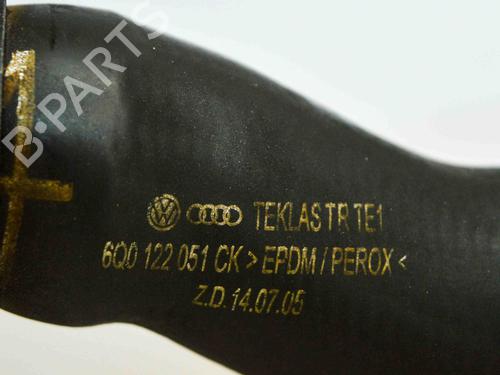 B-PARTS
TEKLAS TR TE1
6Q0 122 051 CK > EPDM / PEROX <
Z.D. 14.07.05